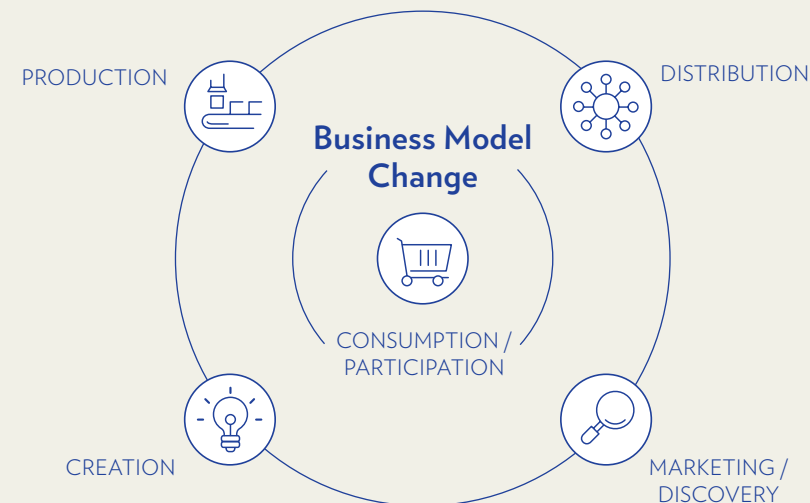 PRODUCTION
DISTRIBUTION
Business Model
Change
CONSUMPTION /
PARTICIPATION
CREATION
MARKETING /
DISCOVERY